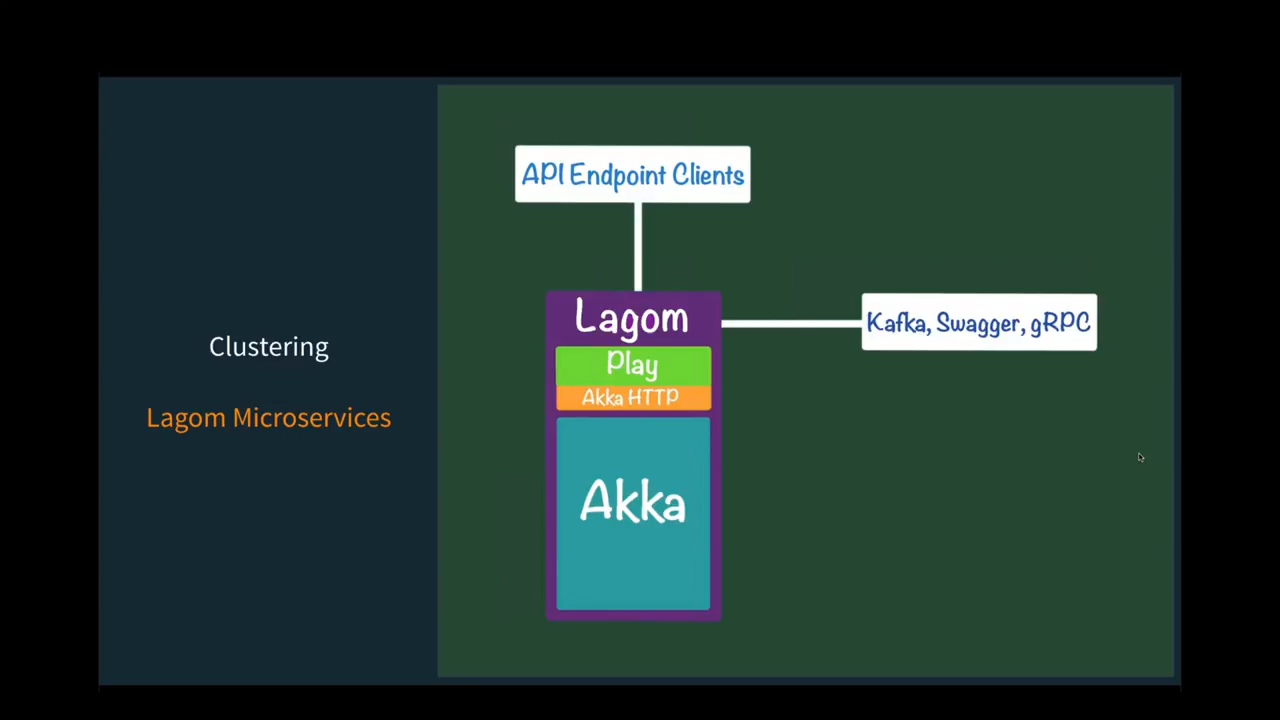 Clustering
Lagom Microservices
API Endpoint Clients
Lagom
Kafka, Swagger, gRPC
Play
Akka HTTP
Akka